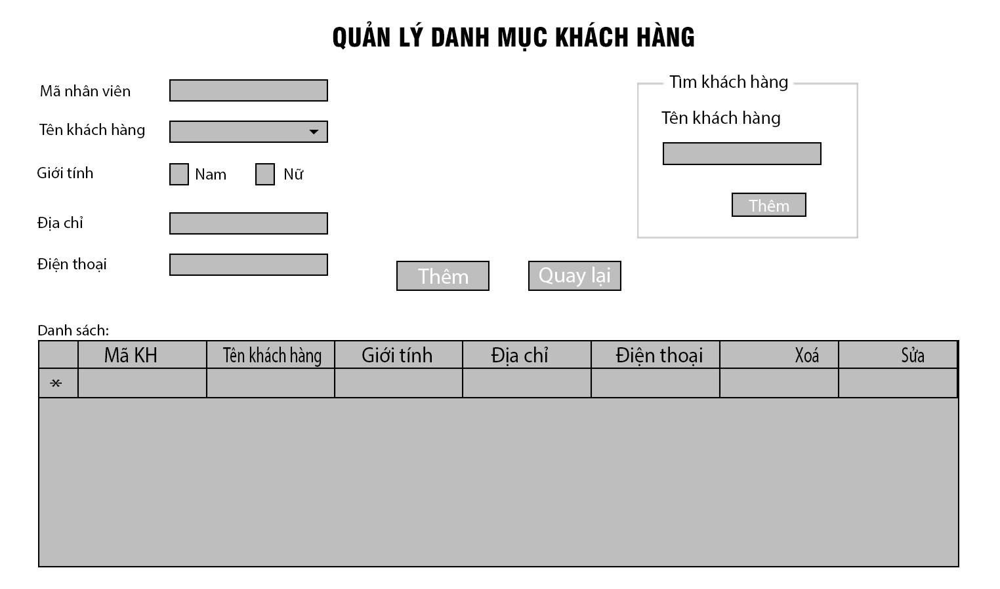 QUẢN LÝ DANH MỤC KHÁCH HÀNG
Mã nhân viên
Tên khách hàng
Giới tính
Nam
Nữ
Địa chỉ
Điện thoại
Tìm khách hàng
Tên khách hàng
Thêm
Thêm
Quay lại
Danh sách:
Mã KH
Tên khách hàng
Giới tính
Địa chỉ
Điện thoại
Xoá
Sửa
*